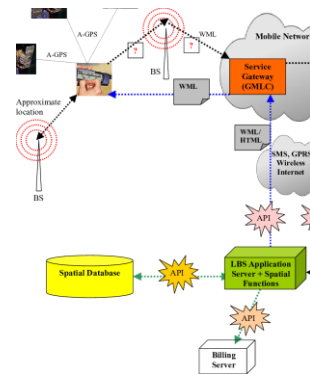 A-GPS
A-GPS
?
WML
?
BS
Mobile Networ
Service
Gateway
(GMLC)
Approximate
location
WML
WML/
HTML
BS
SMS, GPRS
Wireless
Internet
API
Spatial Database
API
LBS Application
Server + Spatial
Functions
API
Billing
Server